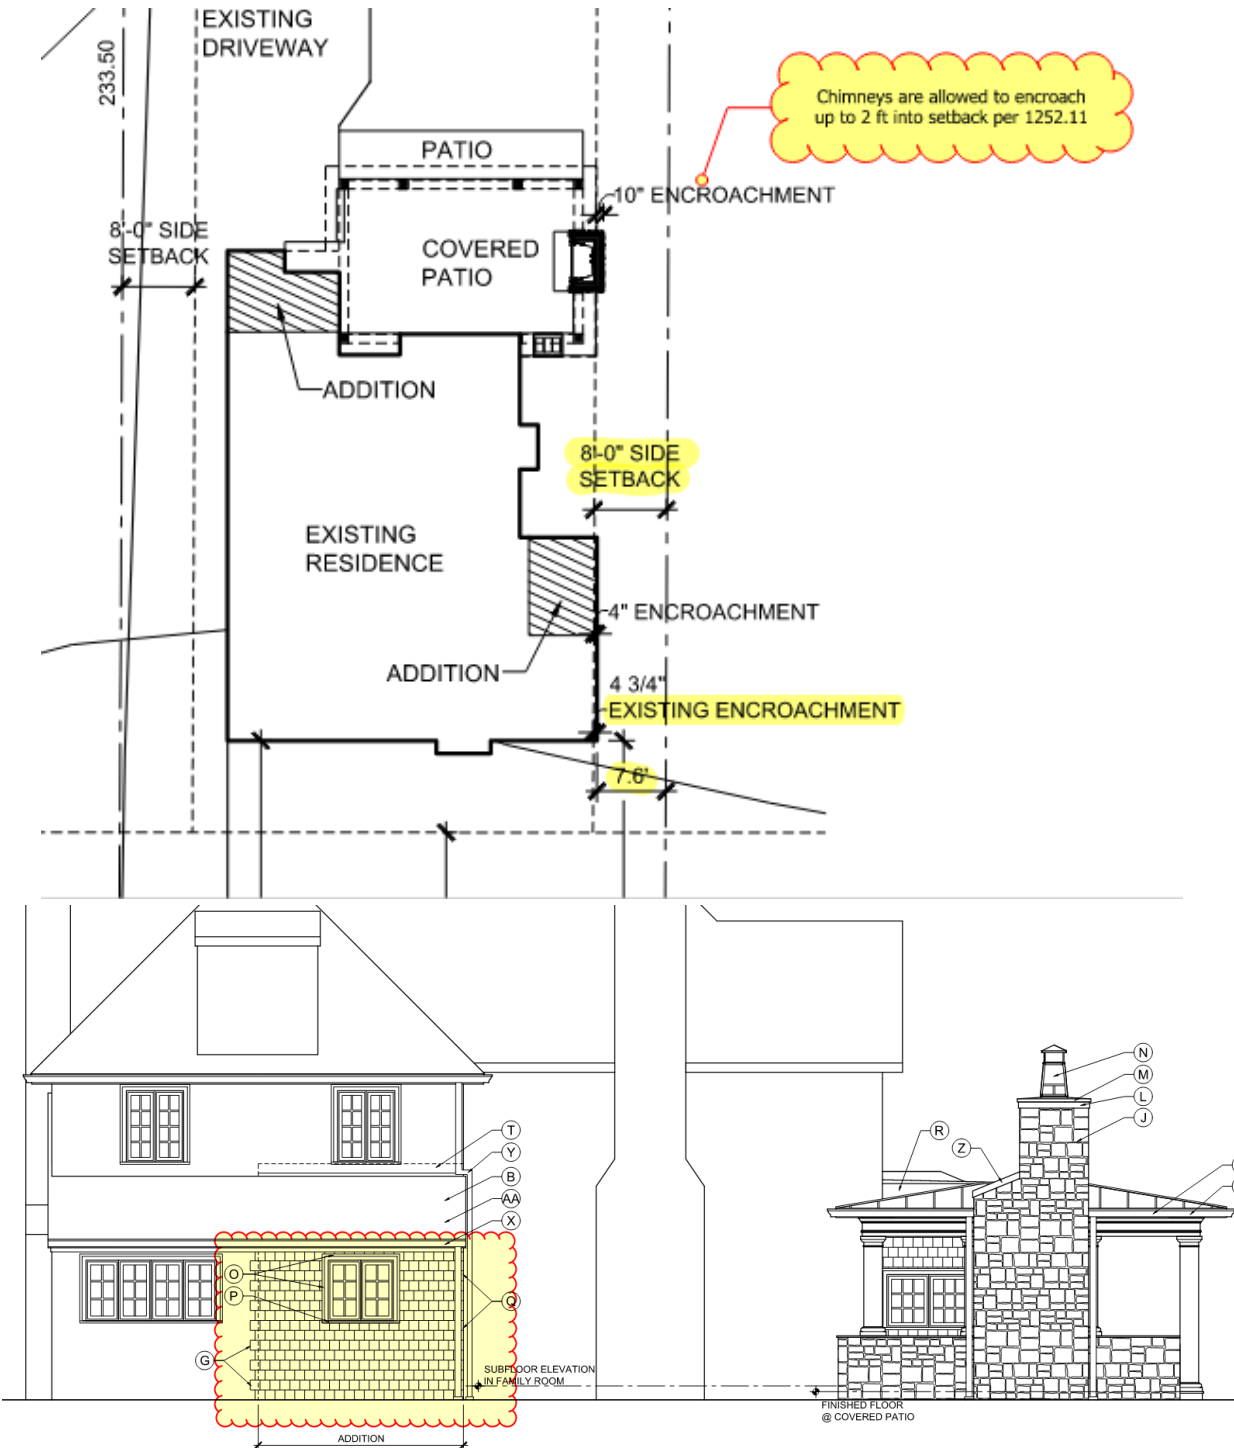 EXISTING
DRIVEWAY
233.50
Chimneys are allowed to encroach
up to 2 ft into setback per 1252.11
PATIO
10" ENCROACHMENT
8'-0" SIDE
SETBACK
COVERED
PATIO
ADDITION
8'-0" SIDE
SETBACK
EXISTING
RESIDENCE
4" ENCROACHMENT
ADDITION
4 3/4"
EXISTING ENCROACHMENT
7.6'
N
M
L
J
R
Z
T
Y
B
AA
X
O
P
Q
G
SUBFLOOR ELEVATION
IN FAMILY ROOM
FINISHED FLOOR
@ COVERED PATIO
ADDITION